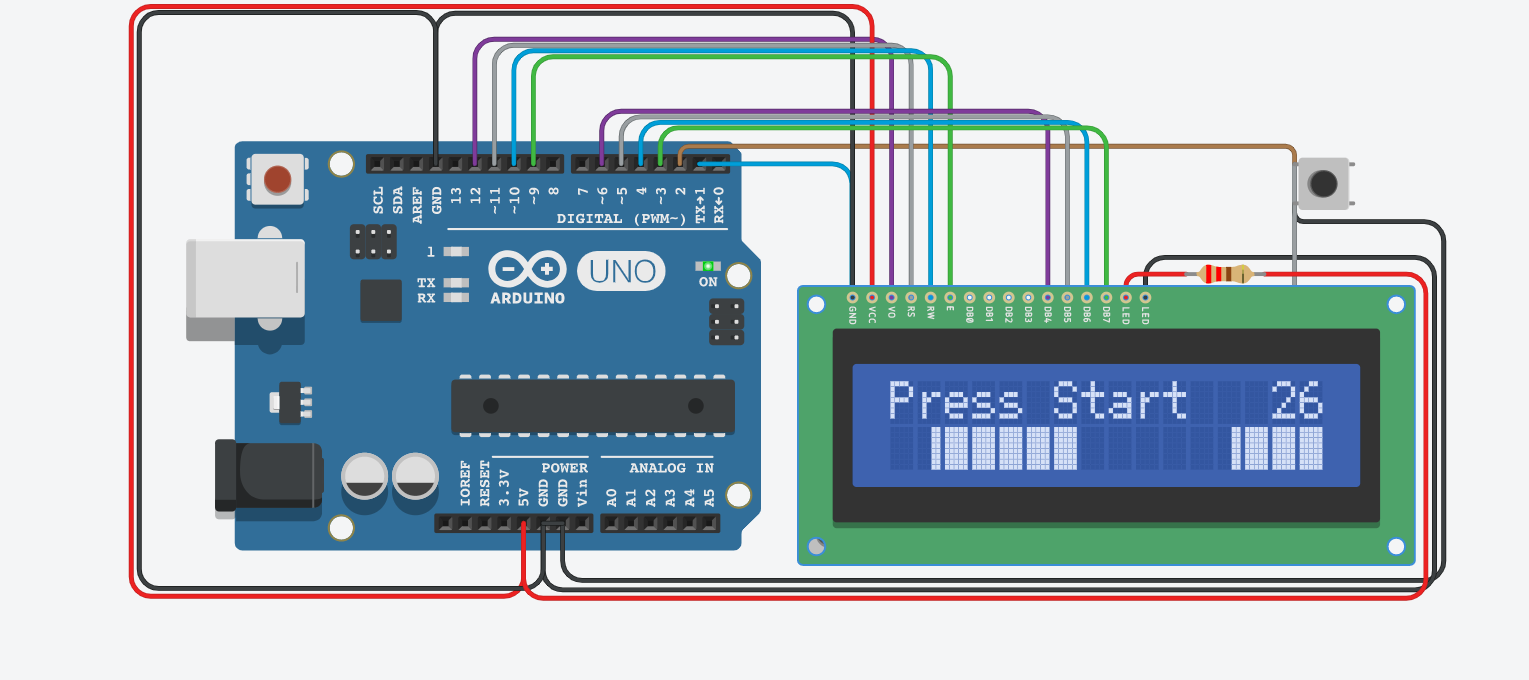 SCL
SDA
AREF
GND
13
12
~11
~10
~9
8
7
~6
~5
4
~3
2
TX→1
RX←0
DIGITAL (PWM~)
1
TX
RX
UNO
ARDUINO
ON
GND
VCC
VO
RS
RW
E
DB0
DB1
DB2
DB3
DB4
DB5
DB6
DB7
LED
LED
Press Start 26
POWER
ANALOG IN
IOREF
RESET
3.3V
5V
GND
GND
Vin
A0
A1
A2
A3
A4
A5